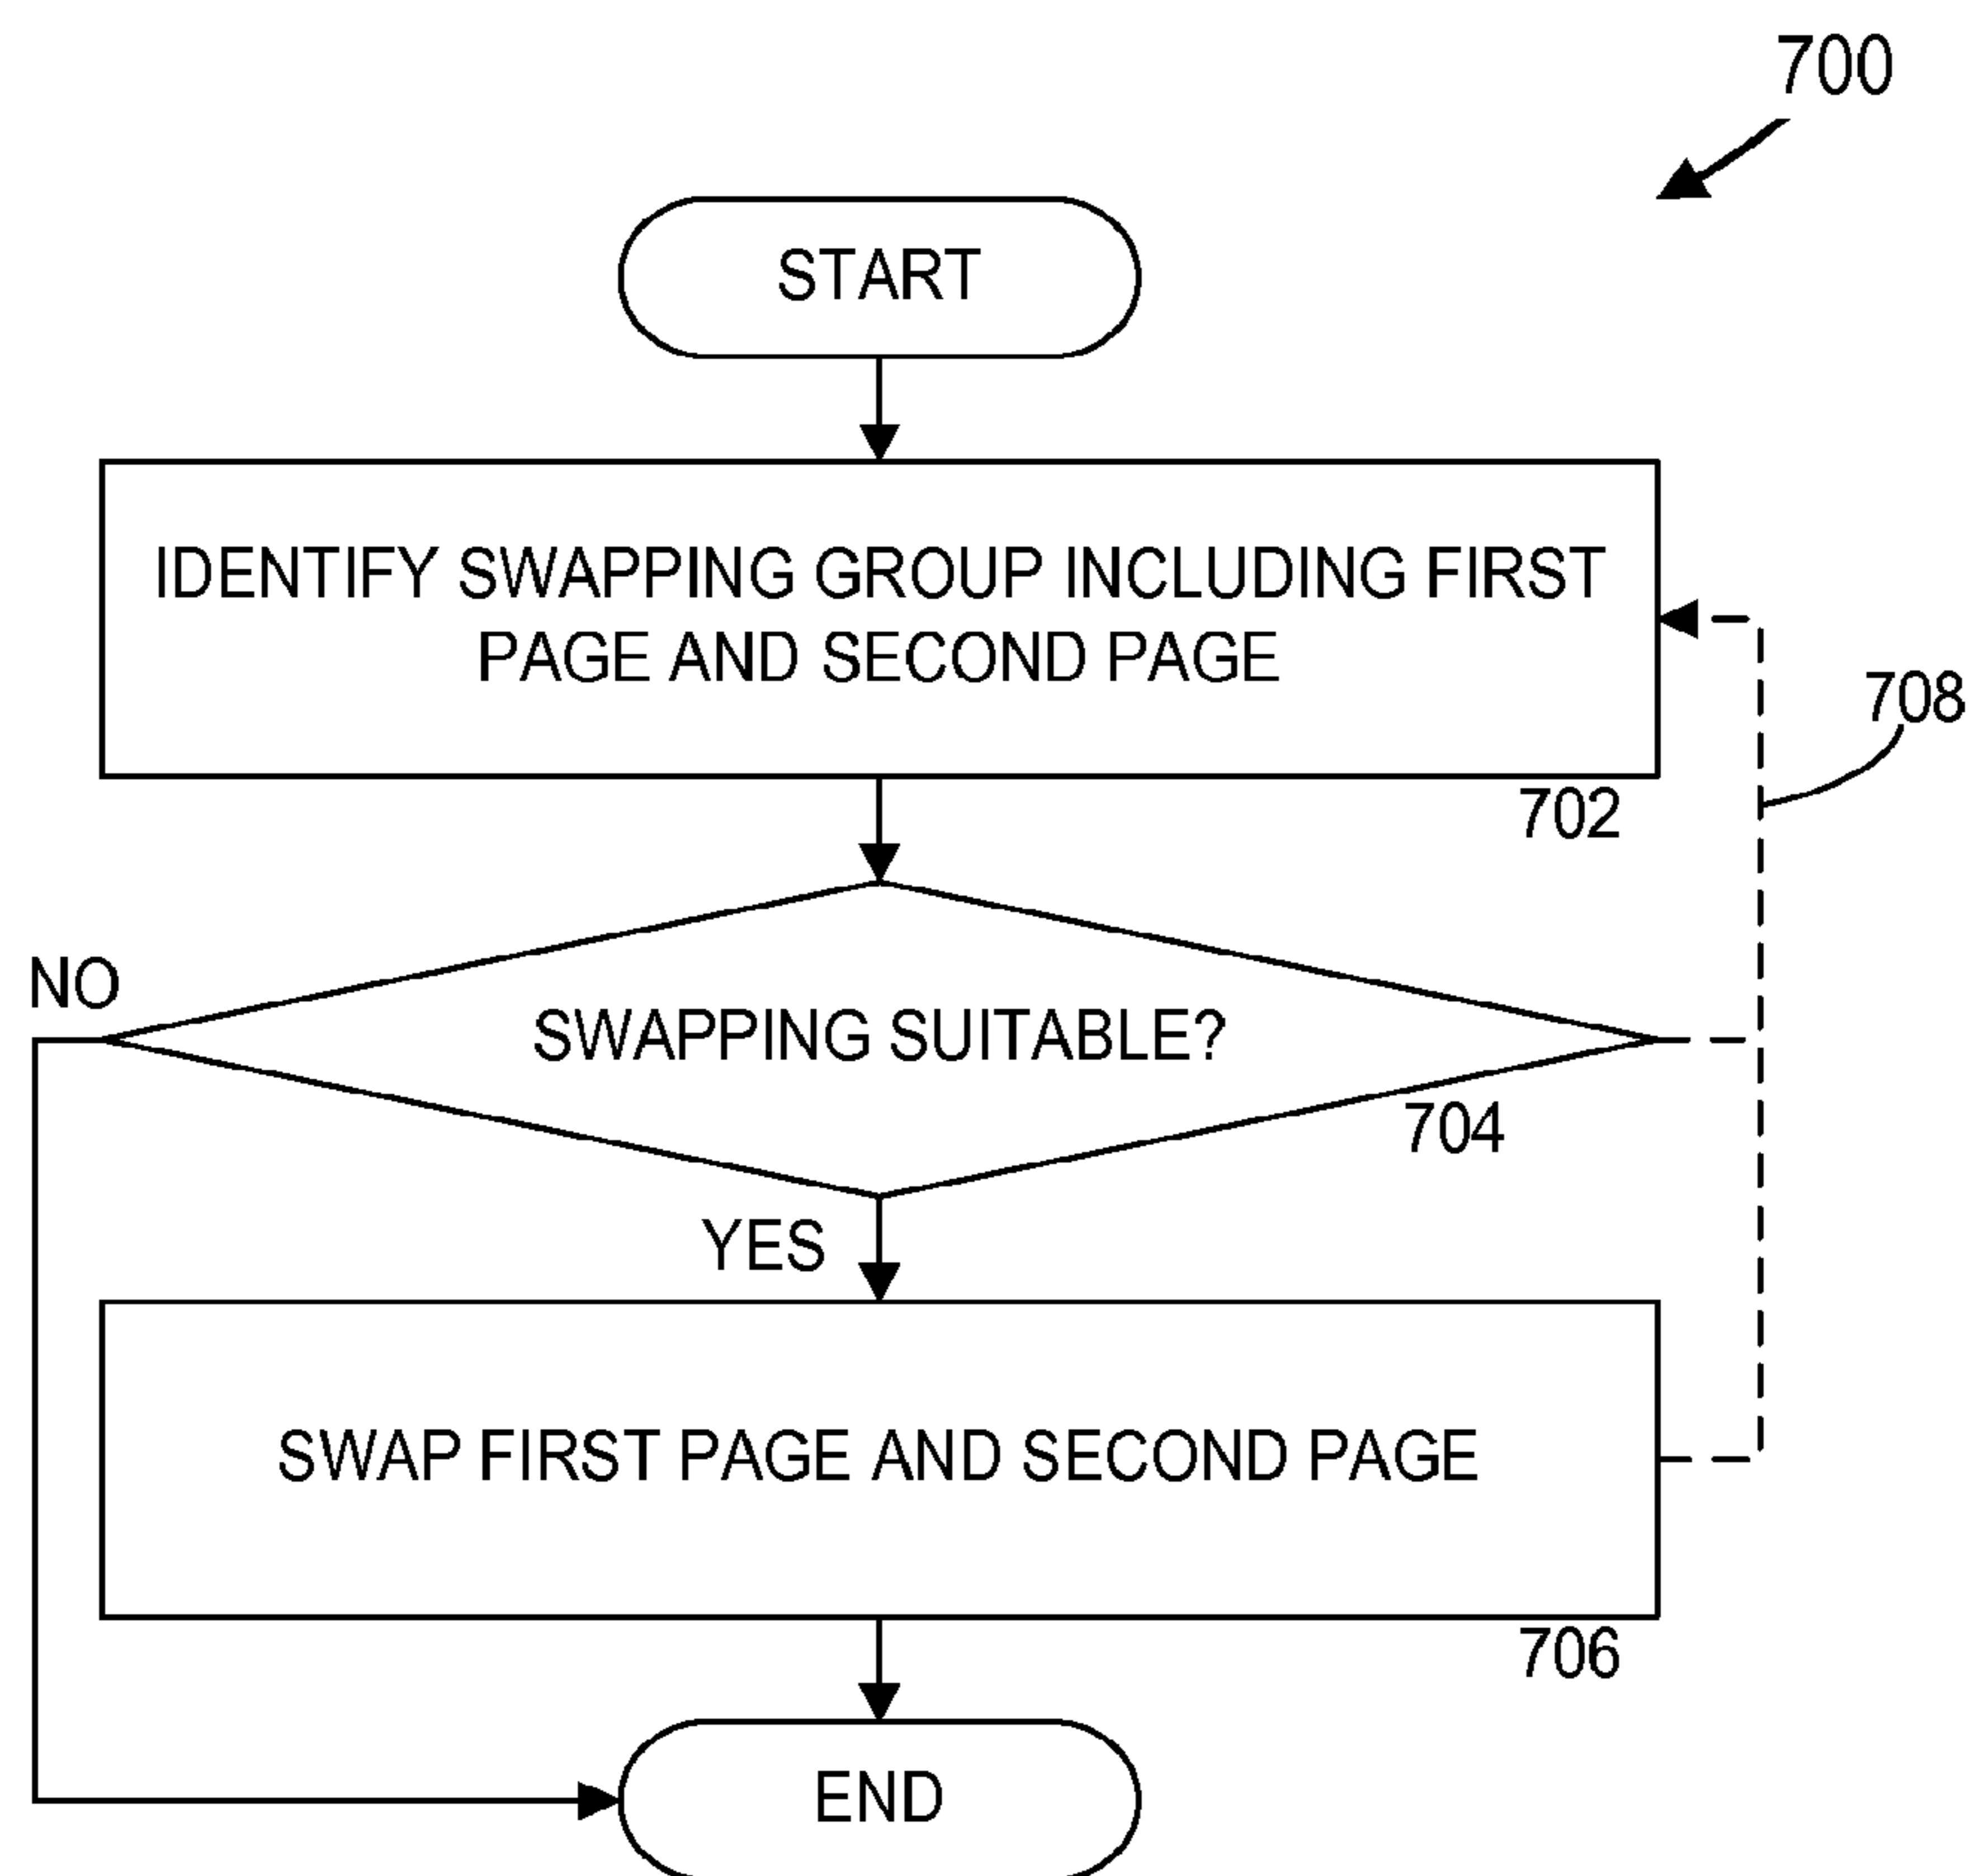 700
START
IDENTIFY SWAPPING GROUP INCLUDING FIRST
PAGE AND SECOND PAGE
708
702
NO
SWAPPING SUITABLE?
704
YES
SWAP FIRST PAGE AND SECOND PAGE
706
END